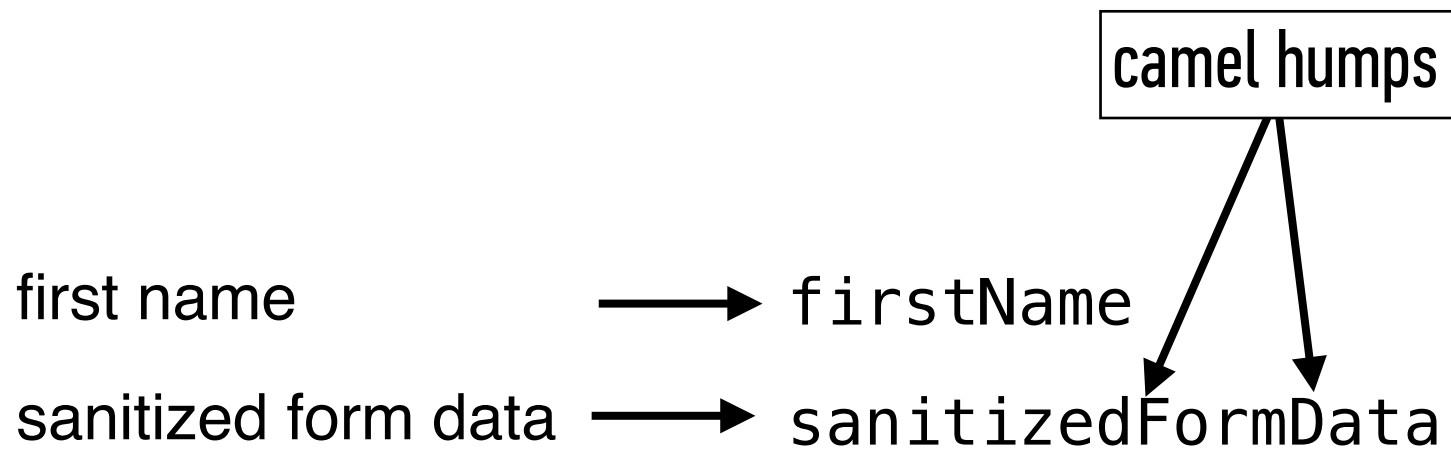 camel humps
first name
firstName
sanitized form data
sanitizedFormData